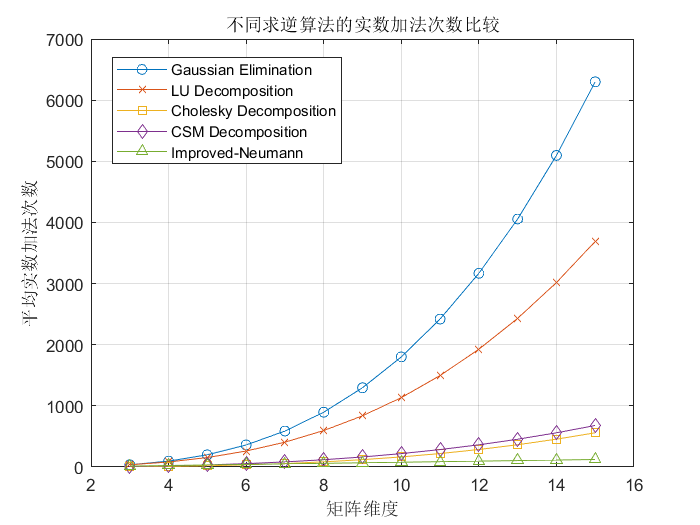 不同求逆算法的实数加法次数比较
7000
6000
5000
4000
3000
2000
1000
0
平均实数加法次数
Gaussian Elimination
LU Decomposition
Cholesky Decomposition
CSM Decomposition
Improved-Neumann
2 4 6 8 10 12 14 16
矩阵维度